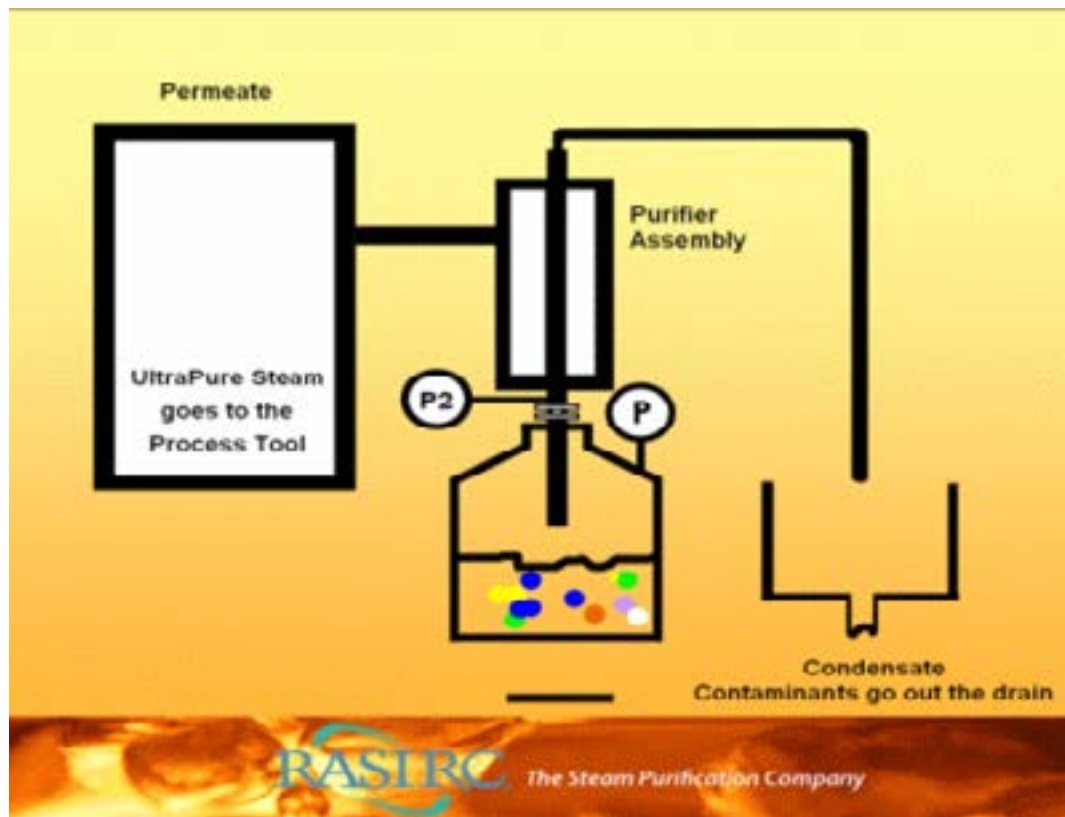 Permeate
Purifier
Assembly
UltraPure Steam
goes to the
Process Tool
P2
P
Condensate
Contaminants go out the drain
RASIRC
The Steam Purification Company